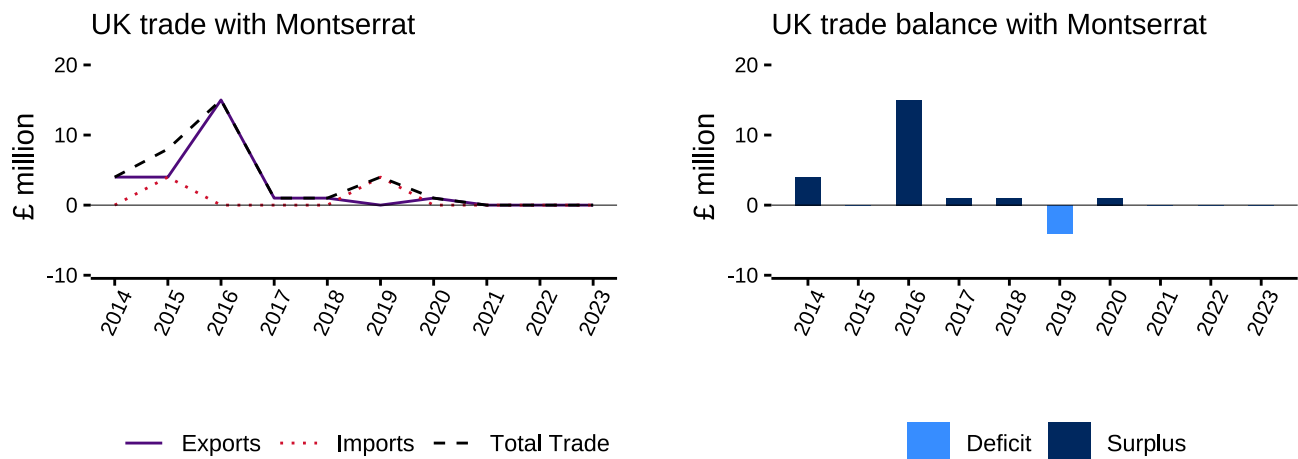 UK trade with Montserrat
£ million
20
10
0
-10
2014 2015 2016 2017 2018 2019 2020 2021 2022 2023
Exports Imports Total Trade
UK trade balance with Montserrat
£ million
20
10
0
-10
2014 2015 2016 2017 2018 2019 2020 2021 2022 2023
Deficit Surplus